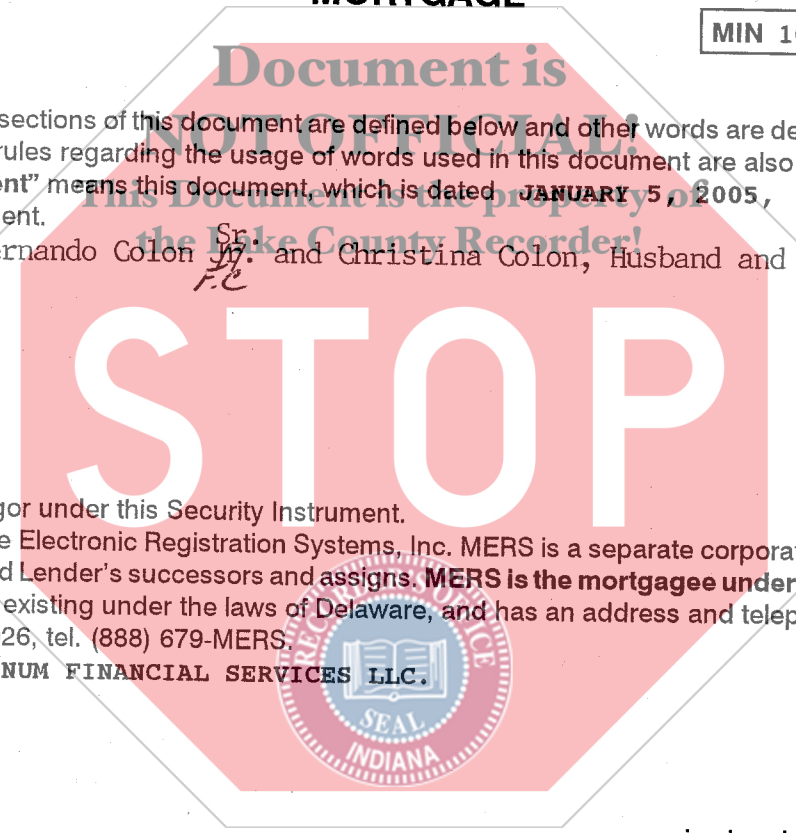 MORTGAGE
MIN 1
Document is
sections of this document are defined below and other words are de
NOT OFFICIAL!
rules regarding the usage of words used in this document are also
ent” means this Document, which is dated JANUARY 5, 2005,
This Document is the property of
ent.
the Lake County Recorder!
Sr.
ernando Colon Jr. and Christina Colon, Husband and
F.C
STOP
gor under this Security Instrument.
e Electronic Registration Systems, Inc. MERS is a separate corporat
d Lender's successors and assigns. MERS is the mortgagee under
existing under the laws of Delaware, and has an address and telep
26, tel. (888) 679-MERS.
NUM FINANCIAL SERVICES LLC.
RECORDER'S OFFICE
SEAL
INDIANA